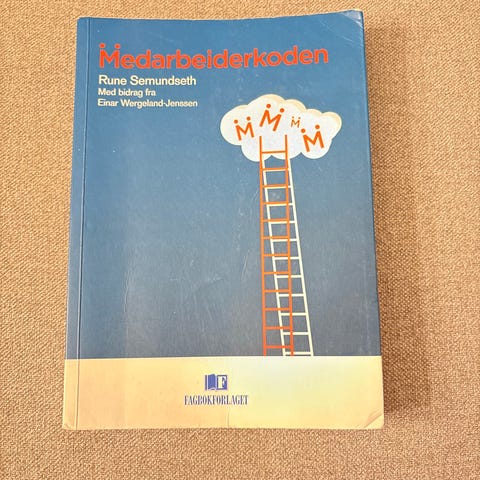 Medarbeiderkoden
Rune Semundseth
Med bidrag fra
Einar Wergeland-Jenssen
M M M M
F
FAGBOKFORLAGET